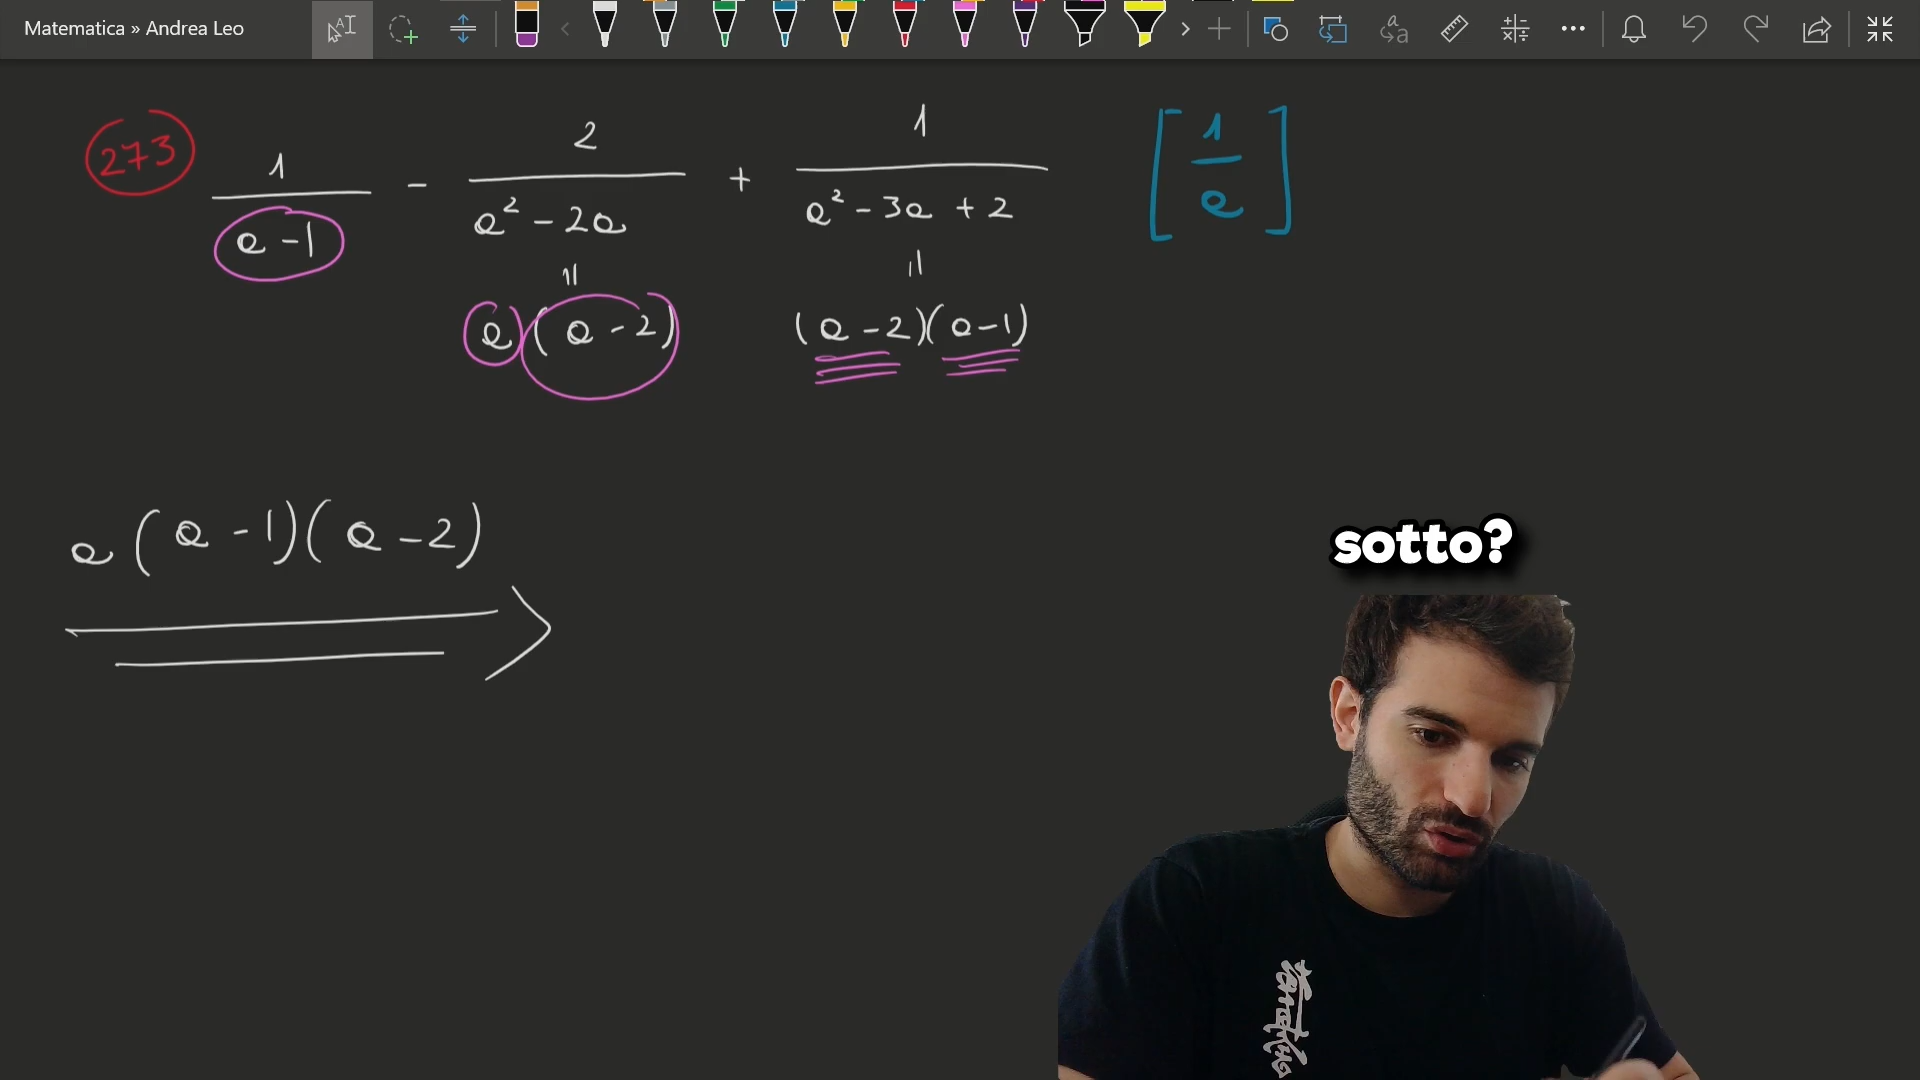 Matematica » Andrea Leo
273
1/(a-1) - 2/(a² - 2a) + 1/(a² - 3a + 2) [1/a]
= =
a(a-2) (a-2)(a-1)
a(a-1)(a-2)
sotto?